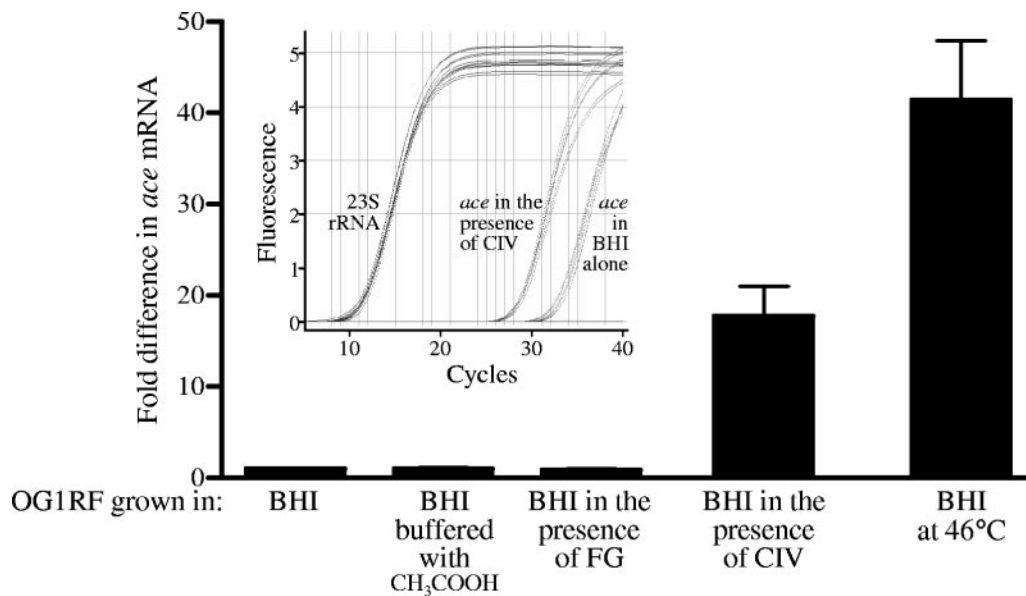 Fold difference in ace mRNA
50
40
30
20
10
0
Fluorescence
5
4
3
2
1
0
23S
rRNA
ace in the
presence
of CIV
ace
in
BHI
alone
10
20
30
40
Cycles
OG1RF grown in:
BHI
BHI
buffered
with
CH₃COOH
BHI in the
presence
of FG
BHI in the
presence
of CIV
BHI
at 46°C